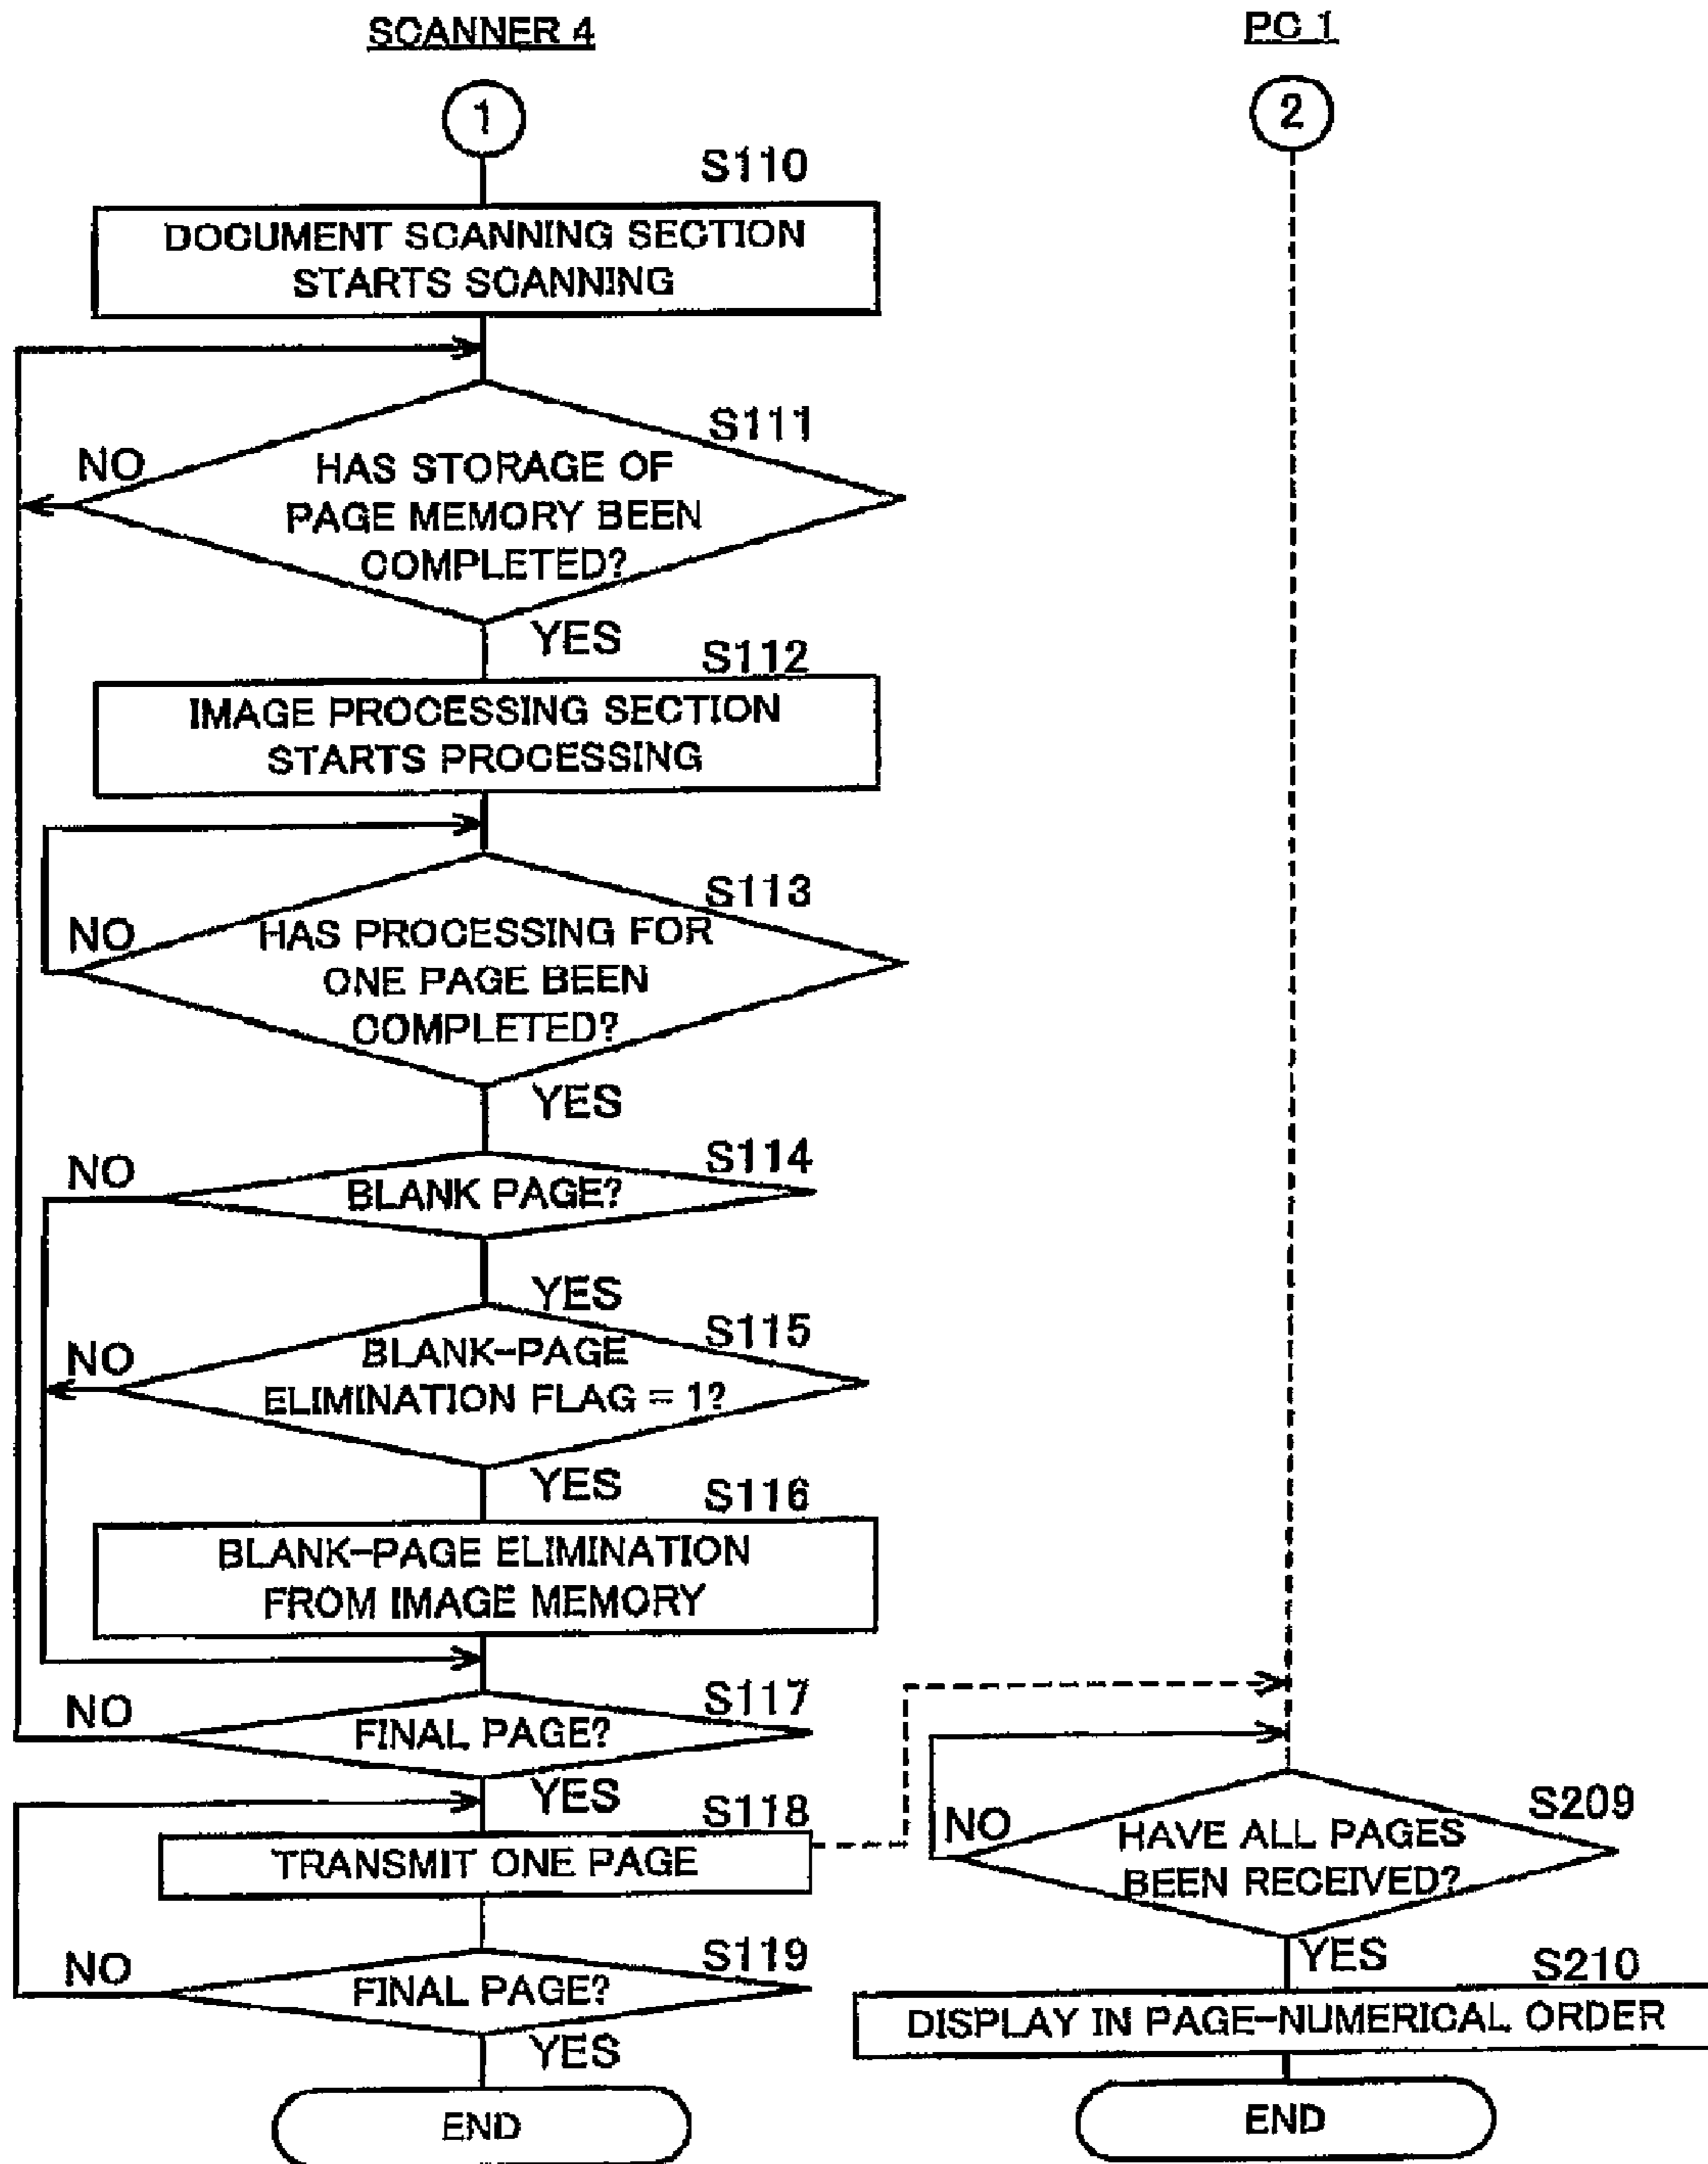 SCANNER 4
PC 1
1
2
S110
DOCUMENT SCANNING SECTION
STARTS SCANNING
S111
NO
HAS STORAGE OF
PAGE MEMORY BEEN
COMPLETED?
YES
S112
IMAGE PROCESSING SECTION
STARTS PROCESSING
S113
NO
HAS PROCESSING FOR
ONE PAGE BEEN
COMPLETED?
YES
S114
NO
BLANK PAGE?
YES
S115
NO
BLANK-PAGE
ELIMINATION FLAG = 1?
YES
S116
BLANK-PAGE ELIMINATION
FROM IMAGE MEMORY
S117
NO
FINAL PAGE?
YES
S118
TRANSMIT ONE PAGE
S119
NO
FINAL PAGE?
YES
END
S209
NO
HAVE ALL PAGES
BEEN RECEIVED?
YES
S210
DISPLAY IN PAGE-NUMERICAL ORDER
END